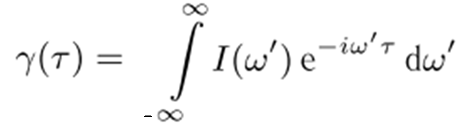 γ(τ) = ∫_{-∞}^{∞} I(ω′) e^{−iω′τ} dω′